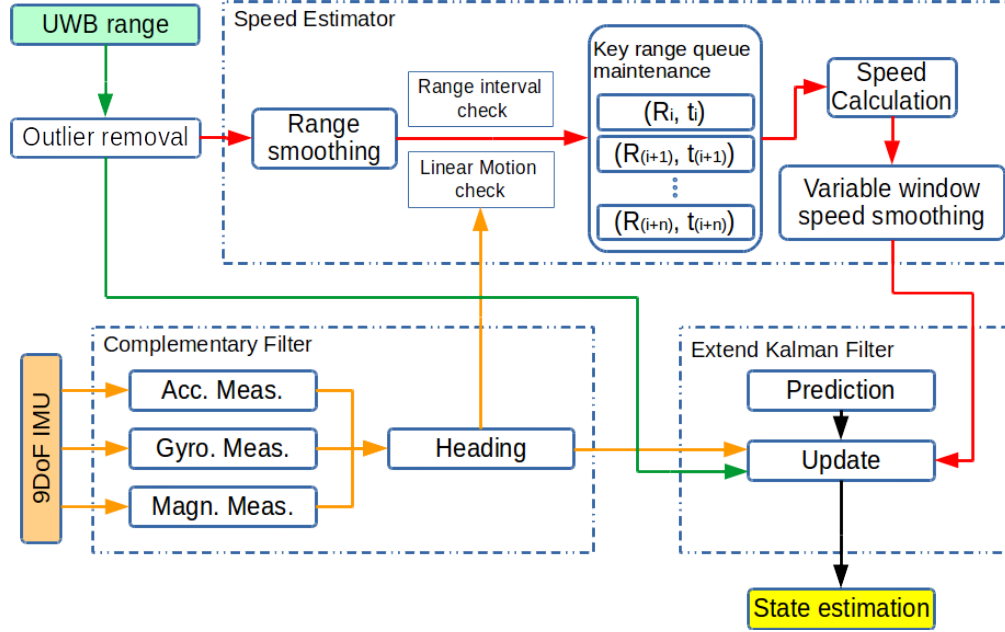 UWB range
Speed Estimator
Outlier removal
Range
smoothing
Range interval
check
Linear Motion
check
Key range queue
maintenance
(Ri, ti)
(R(i+1), t(i+1))
(R(i+n), t(i+n))
Speed
Calculation
Variable window
speed smoothing
Complementary Filter
9DoF IMU
Acc. Meas.
Gyro. Meas.
Magn. Meas.
Heading
Extend Kalman Filter
Prediction
Update
State estimation